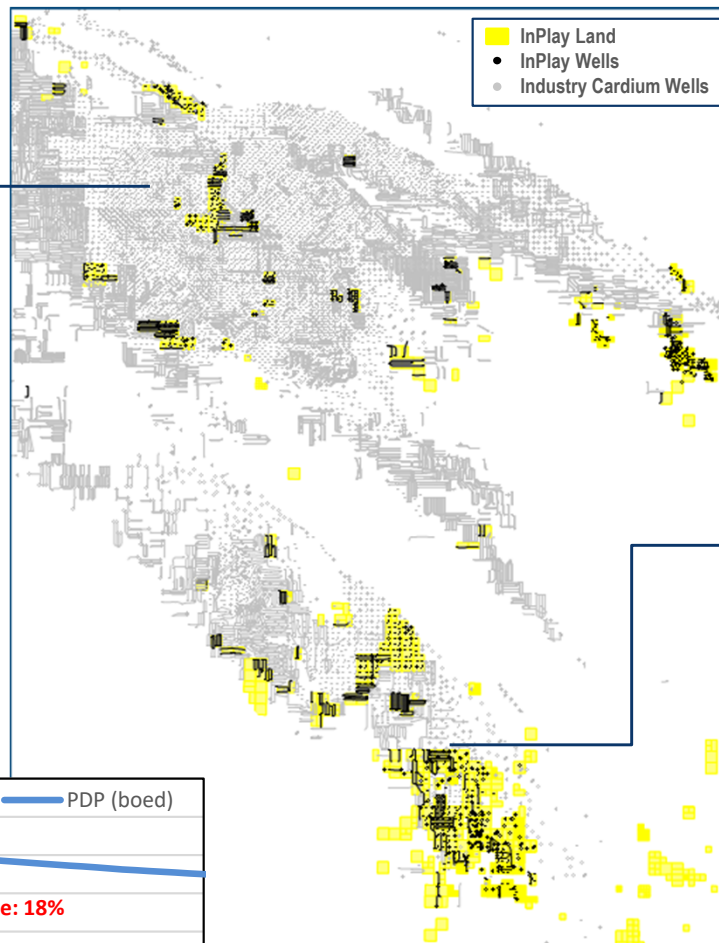 InPlay Land
InPlay Wells
Industry Cardium Wells
PDP (boed)
e: 18%